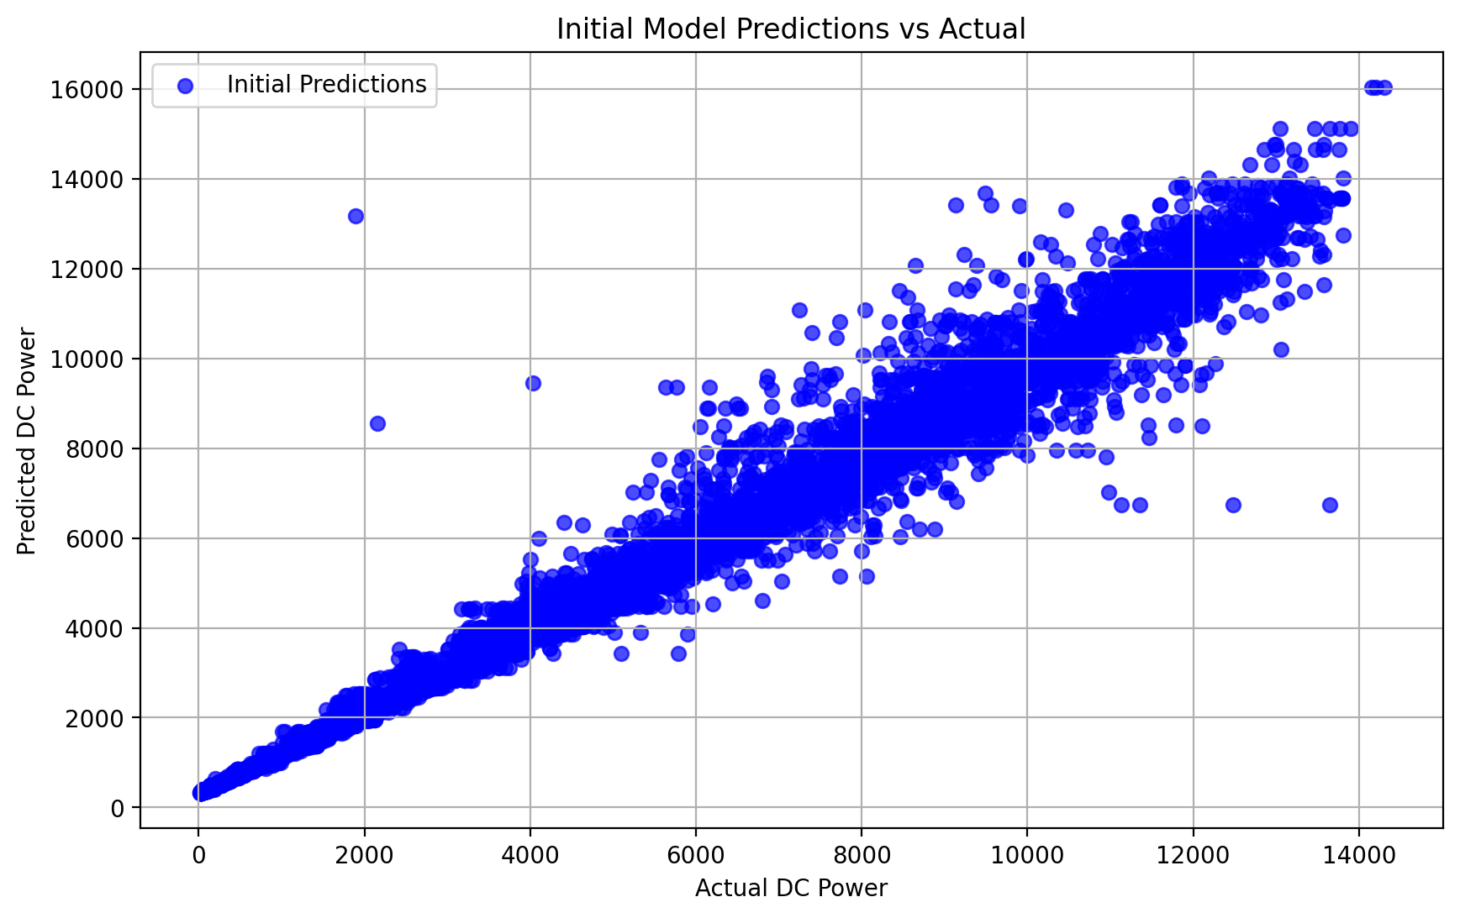 Initial Model Predictions vs Actual
Initial Predictions
Predicted DC Power
16000
14000
12000
10000
8000
6000
4000
2000
0
0 2000 4000 6000 8000 10000 12000 14000
Actual DC Power